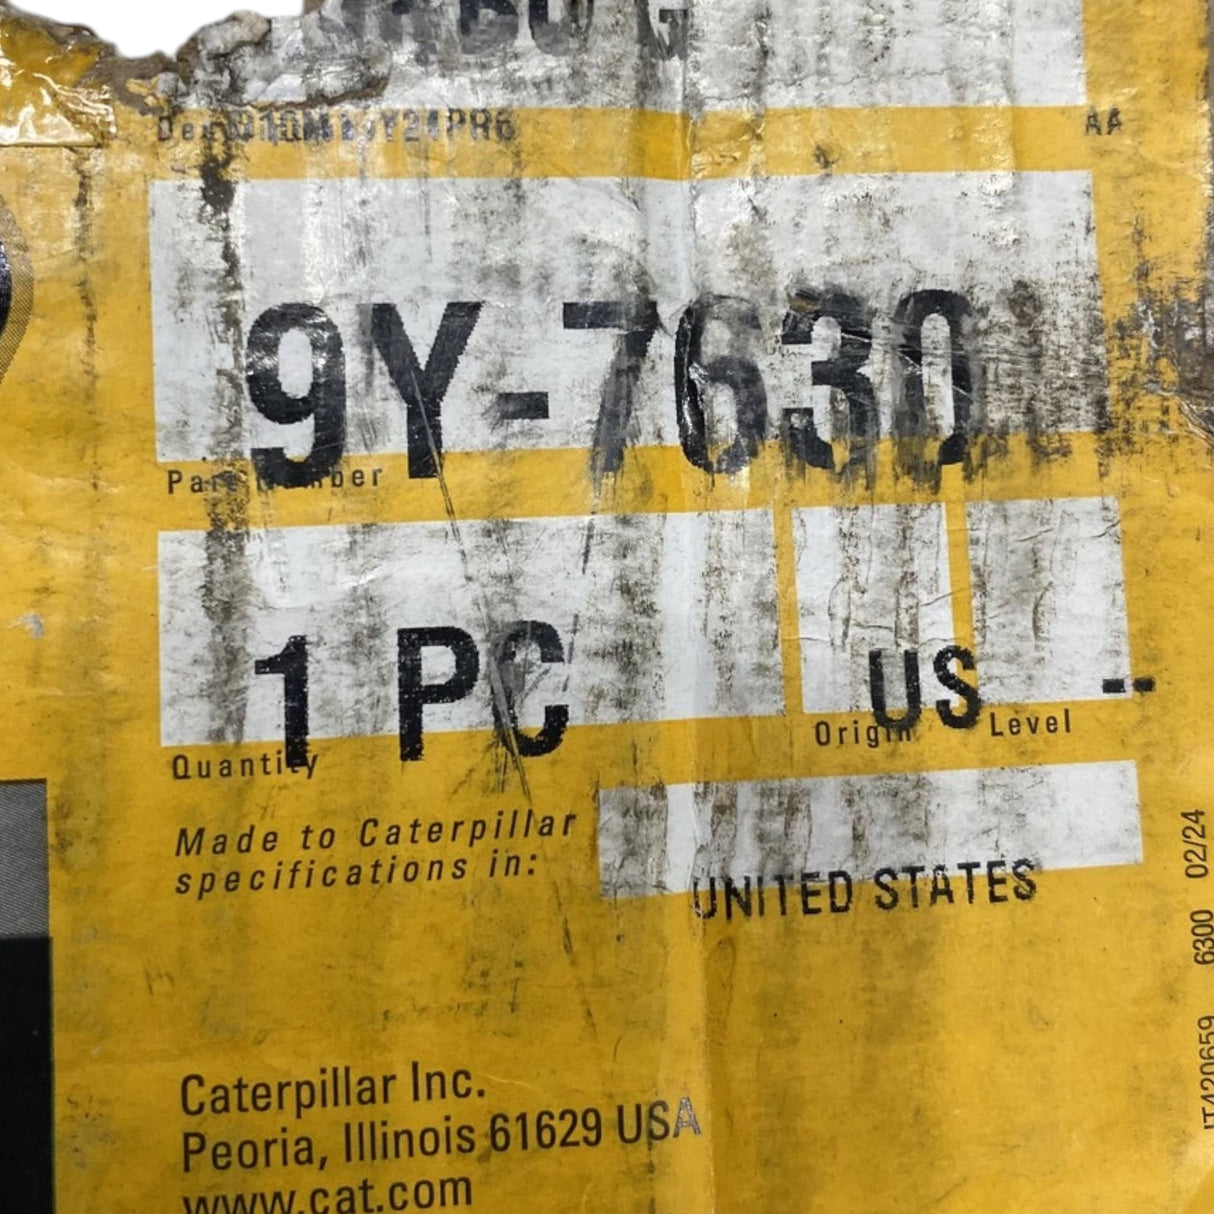 AA
9Y-7630
Part Number
1 PC
US
-
Quantity
Origin
Level
Made to Caterpillar
specifications in:
UNITED STATES
Caterpillar Inc.
Peoria, Illinois 61629 USA
www.cat.com
6300 02/24